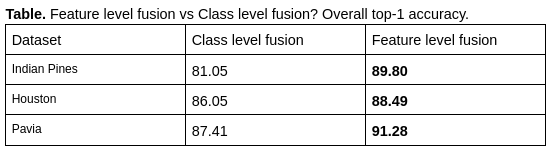 Table. Feature level fusion vs Class level fusion? Overall top-1 accuracy.
Dataset Class level fusion Feature level fusion
Indian Pines 81.05 89.80
Houston 86.05 88.49
Pavia 87.41 91.28